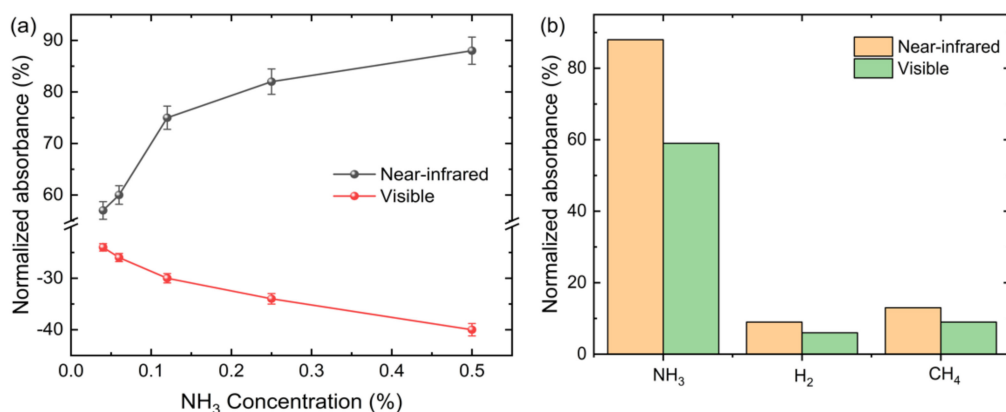 (a)
90
80
70
60
-30
-40
Normalized absorbance (%)
Near-infrared
Visible
0.0 0.1 0.2 0.3 0.4 0.5
NH₃ Concentration (%)
(b)
80
60
40
20
0
Normalized absorbance (%)
Near-infrared
Visible
NH₃ H₂ CH₄